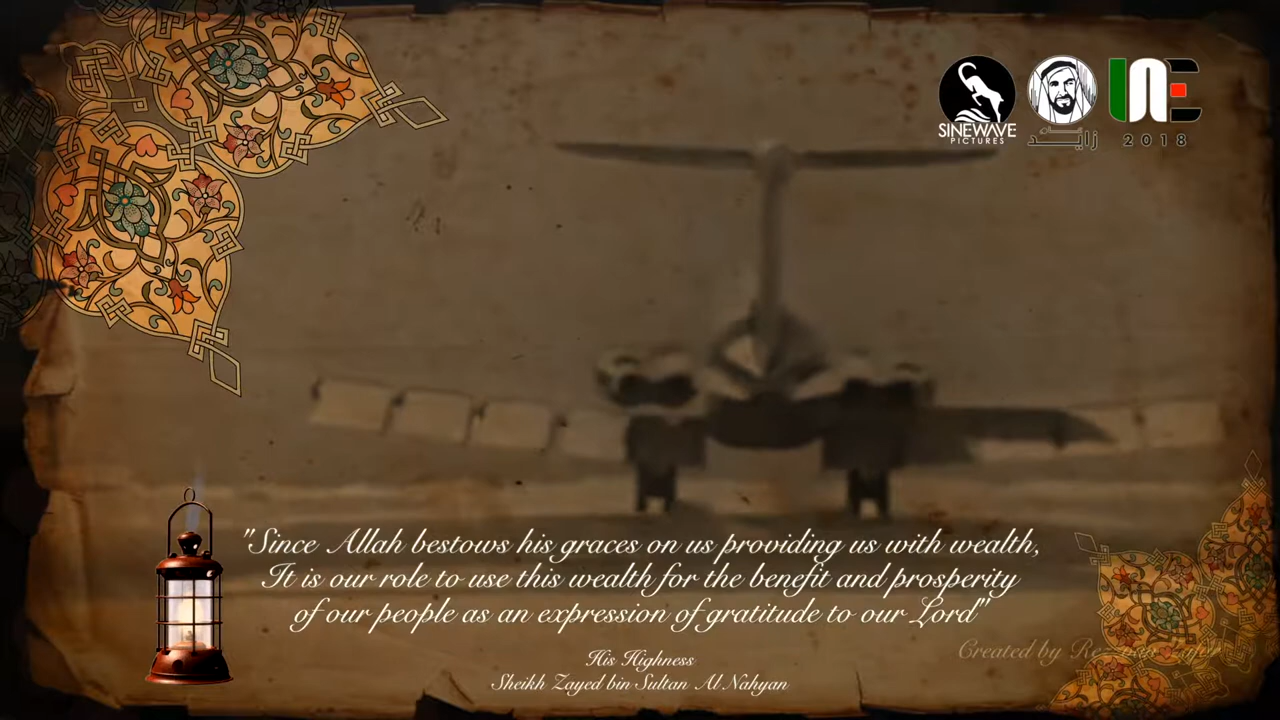 SINEWAVE
PICTURES
زايد
UAE
2018
"Since Allah bestows his graces on us providing us with wealth,
It is our role to use this wealth for the benefit and prosperity
of our people as an expression of gratitude to our Lord"
His Highness
Sheikh Zayed bin Sultan Al Nahyan
Created by